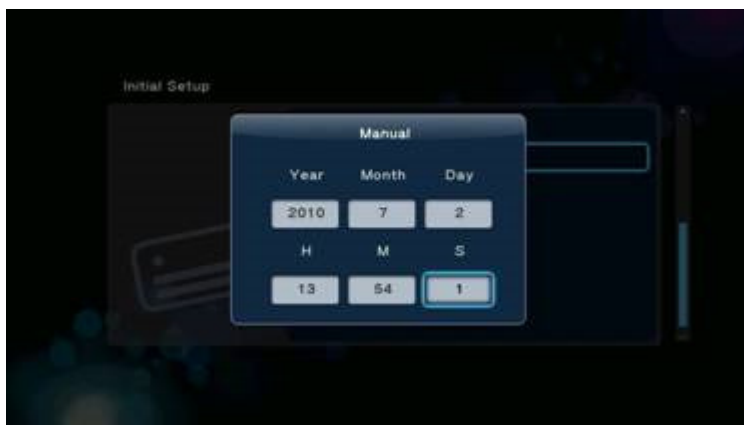 Initial Setup
Manual
Year Month Day
2010 7 2
H M S
13 54 1